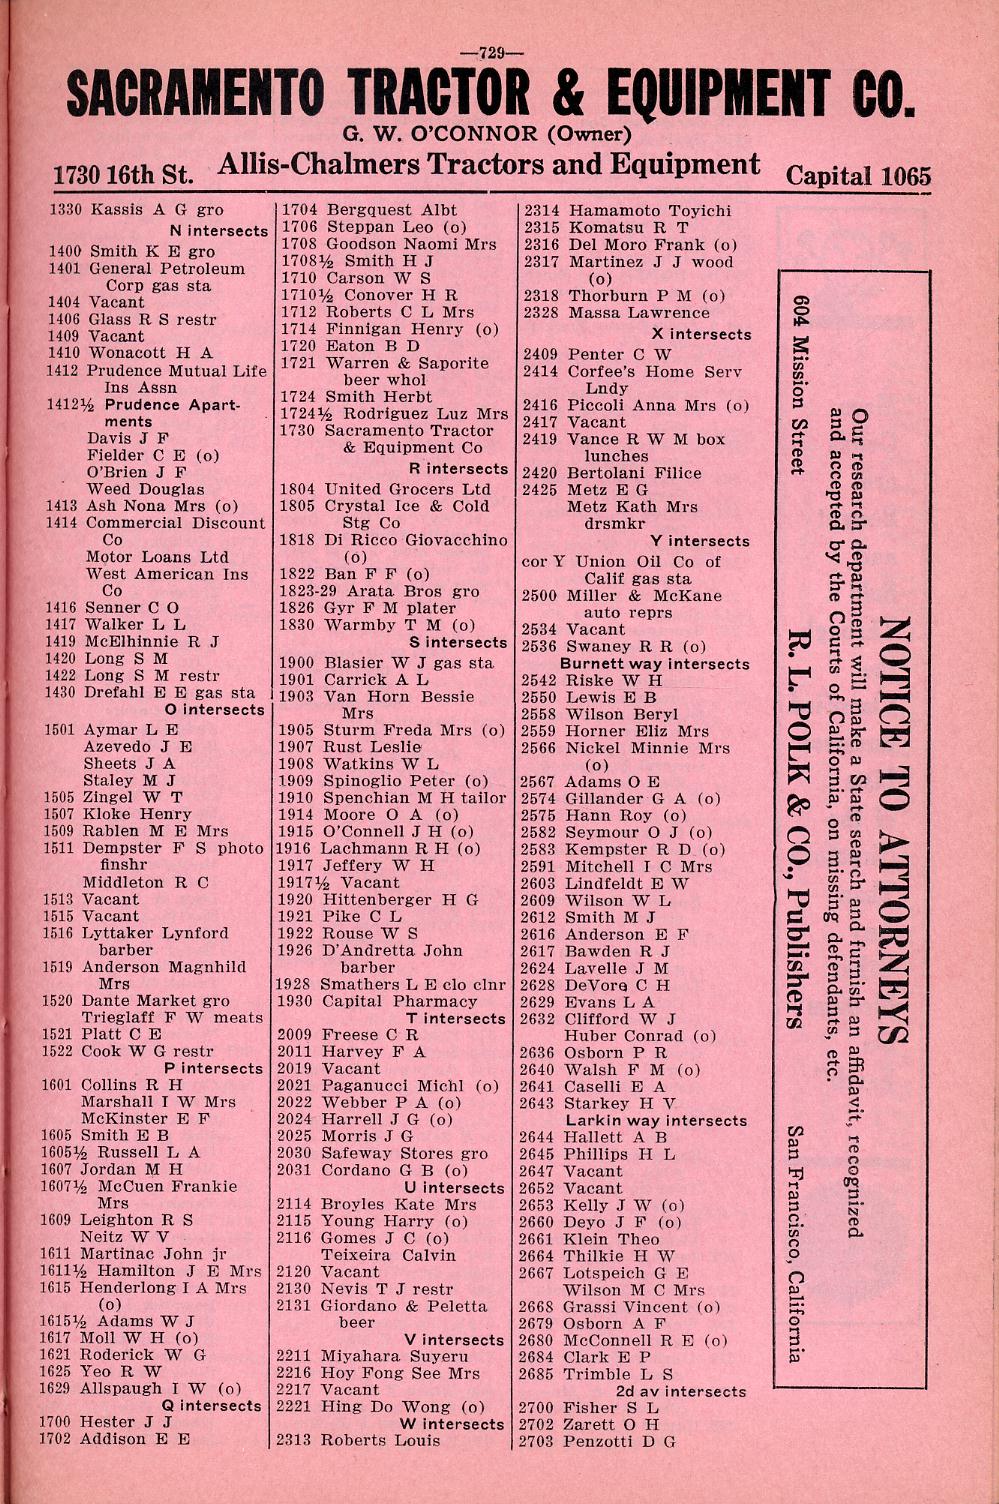 —729—
SACRAMENTO TRACTOR & EQUIPMENT CO.
G. W. O'CONNOR (Owner)
1730 16th St. Allis-Chalmers Tractors and Equipment Capital 1065
1330 Kassis A G gro
N intersects
1400 Smith K E gro
1401 General Petroleum
Corp gas sta
1404 Vacant
1406 Glass R S restr
1409 Vacant
1410 Wonacott H A
1412 Prudence Mutual Life
Ins Assn
1412½ Prudence Apart-
ments
Davis J F
Fielder C E (o)
O'Brien J F
Weed Douglas
1413 Ash Nona Mrs (o)
1414 Commercial Discount
Co
Motor Loans Ltd
West American Ins
Co
1416 Senner C O
1417 Walker L L
1419 McElhinnie R J
1420 Long S M
1422 Long S M restr
1430 Drefahl E E gas sta
O intersects
1501 Aymar L E
Azevedo J E
Sheets J A
Staley M J
1505 Zingel W T
1507 Kloke Henry
1509 Rablen M E Mrs
1511 Dempster F S photo
finshr
Middleton R C
1513 Vacant
1515 Vacant
1516 Lyttaker Lynford
barber
1519 Anderson Magnhild
Mrs
1520 Dante Market gro
Trieglaff F W meats
1521 Platt C E
1522 Cook W G restr
P intersects
1601 Collins R H
Marshall I W Mrs
McKinster E F
1605 Smith E B
1605½ Russell L A
1607 Jordan M H
1607½ McCuen Frankie
Mrs
1609 Leighton R S
Neitz W V
1611 Martinac John jr
1611½ Hamilton J E Mrs
1615 Henderlong I A Mrs
(o)
1615½ Adams W J
1617 Moll W H (o)
1621 Roderick W G
1625 Yeo R W
1629 Allspaugh I W (o)
Q intersects
1700 Hester J J
1702 Addison E E
1704 Bergquest Albt
1706 Steppan Leo (o)
1708 Goodson Naomi Mrs
1708½ Smith H J
1710 Carson W S
1710½ Conover H R
1712 Roberts C L Mrs
1714 Finnigan Henry (o)
1720 Eaton B D
1721 Warren & Saporite
beer whol
1724 Smith Herbt
1724½ Rodriguez Luz Mrs
1730 Sacramento Tractor
& Equipment Co
R intersects
1804 United Grocers Ltd
1805 Crystal Ice & Cold
Stg Co
1818 Di Ricco Giovacchino
(o)
1822 Ban F F (o)
1823-29 Arata Bros gro
1826 Gyr F M plater
1830 Warmby T M (o)
S intersects
1900 Blasier W J gas sta
1901 Carrick A L
1903 Van Horn Bessie
Mrs
1905 Sturm Freda Mrs (o)
1907 Rust Leslie
1908 Watkins W L
1909 Spinoglio Peter (o)
1910 Spenchian M H tailor
1914 Moore O A (o)
1915 O'Connell J H (o)
1916 Lachmann R H (o)
1917 Jeffery W H
1917½ Vacant
1920 Hittenberger H G
1921 Pike C L
1922 Rouse W S
1926 D'Andretta John
barber
1928 Smathers L E clo clnr
1930 Capital Pharmacy
T intersects
2009 Freese C R
2011 Harvey F A
2019 Vacant
2021 Paganucci Michl (o)
2022 Webber P A (o)
2024 Harrell J G (o)
2025 Morris J G
2030 Safeway Stores gro
2031 Cordano G B (o)
U intersects
2114 Broyles Kate Mrs
2115 Young Harry (o)
2116 Gomes J C (o)
Teixeira Calvin
2120 Vacant
2130 Nevis T J restr
2131 Giordano & Peletta
beer
V intersects
2211 Miyahara Suyeru
2216 Hoy Fong See Mrs
2217 Vacant
2221 Hing Do Wong (o)
W intersects
2313 Roberts Louis
2314 Hamamoto Toyichi
2315 Komatsu R T
2316 Del Moro Frank (o)
2317 Martinez J J wood
(o)
2318 Thorburn P M (o)
2328 Massa Lawrence
X intersects
2409 Penter C W
2414 Corfee's Home Serv
Lndy
2416 Piccoli Anna Mrs (o)
2417 Vacant
2419 Vance R W M box
lunches
2420 Bertolani Filice
2425 Metz E G
Metz Kath Mrs
drsmkr
Y intersects
cor Y Union Oil Co of
Calif gas sta
2500 Miller & McKane
auto reprs
2534 Vacant
2536 Swaney R R (o)
Burnett way intersects
2542 Riske W H
2550 Lewis E B
2558 Wilson Beryl
2559 Horner Eliz Mrs
2566 Nickel Minnie Mrs
(o)
2567 Adams O E
2574 Gillander G A (o)
2575 Hann Roy (o)
2582 Seymour O J (o)
2583 Kempster R D (o)
2591 Mitchell I C Mrs
2603 Lindfeldt E W
2609 Wilson W L
2612 Smith M J
2616 Anderson E F
2617 Bawden R J
2624 Lavelle J M
2628 DeVore C H
2629 Evans L A
2632 Clifford W J
Huber Conrad (o)
2636 Osborn P R
2640 Walsh F M (o)
2641 Caselli E A
2643 Starkey H V
Larkin way intersects
2644 Hallett A B
2645 Phillips H L
2647 Vacant
2652 Vacant
2653 Kelly J W (o)
2660 Deyo J F (o)
2661 Klein Theo
2664 Thilkie H W
2667 Lotspeich G E
Wilson M C Mrs
2668 Grassi Vincent (o)
2679 Osborn A F
2680 McConnell R E (o)
2684 Clark E P
2685 Trimble L S
2d av intersects
2700 Fisher S L
2702 Zarett O H
2703 Penzotti D G
NOTICE TO ATTORNEYS
Our research department will make a State search and furnish an affidavit, recognized
and accepted by the Courts of California, on missing defendants, etc.
604 Mission Street R. L. POLK & CO., Publishers San Francisco, California